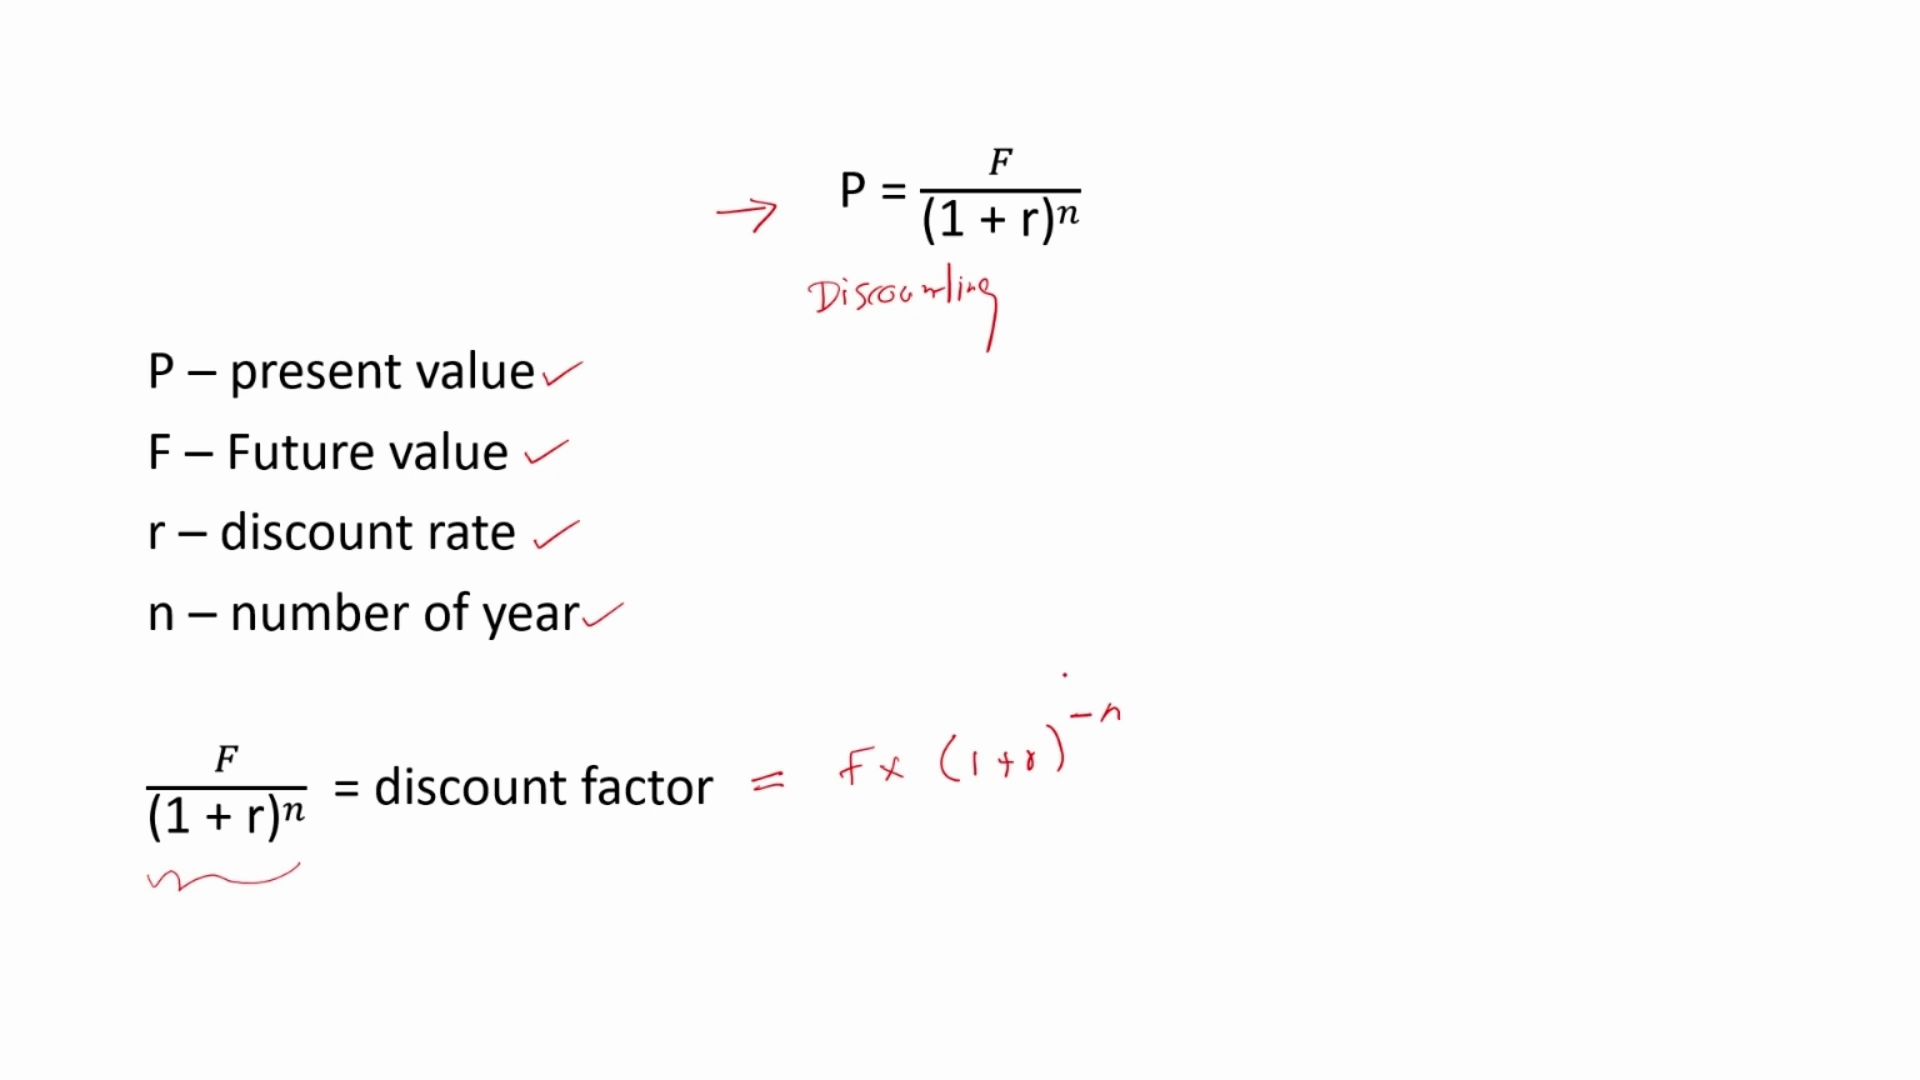 P = F / (1 + r)ⁿ
Discounting
P – present value
F – Future value
r – discount rate
n – number of year
F / (1 + r)ⁿ = discount factor = F x (1+r)⁻ⁿ